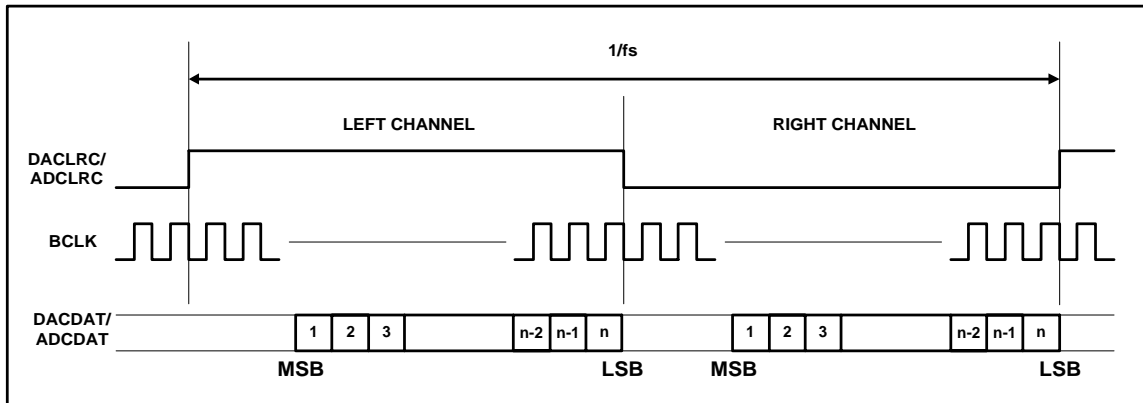 1/fs
LEFT CHANNEL
RIGHT CHANNEL
DACLRC/
ADCLRC
BCLK
DACDAT/
ADCDAT
1 2 3 n-2 n-1 n 1 2 3 n-2 n-1 n
MSB LSB MSB LSB